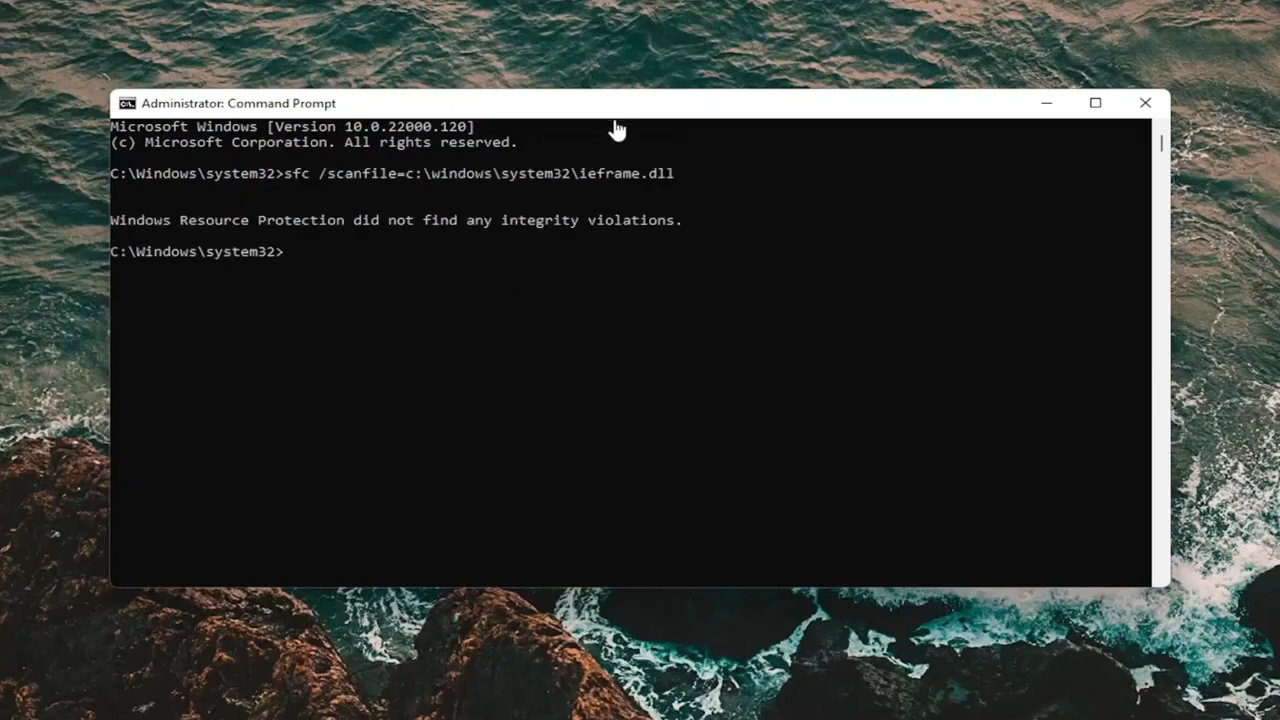 Administrator: Command Prompt
Microsoft Windows [Version 10.0.22000.120]
(c) Microsoft Corporation. All rights reserved.
C:\Windows\system32>sfc /scanfile=c:\windows\system32\ieframe.dll
Windows Resource Protection did not find any integrity violations.
C:\Windows\system32>